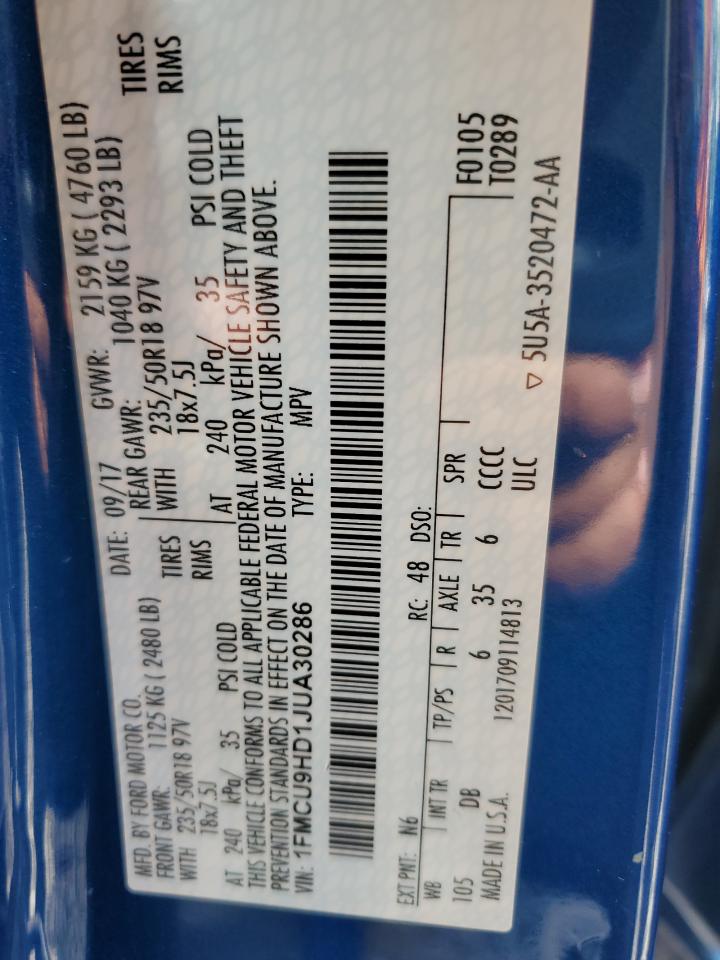 MFD. BY FORD MOTOR CO.
DATE: 09/17 GVWR: 2159 KG ( 4760 LB)
FRONT GAWR: 1125 KG ( 2480 LB) REAR GAWR: 1040 KG ( 2293 LB)
WITH 235/50R18 97V TIRES WITH 235/50R18 97V TIRES
18x7.5J RIMS 18x7.5J RIMS
AT 240 kPa/ 35 PSI COLD AT 240 kPa/ 35 PSI COLD
THIS VEHICLE CONFORMS TO ALL APPLICABLE FEDERAL MOTOR VEHICLE SAFETY AND THEFT
PREVENTION STANDARDS IN EFFECT ON THE DATE OF MANUFACTURE SHOWN ABOVE.
VIN: 1FMCU9HD1JUA30286 TYPE: MPV
EXT PNT: N6 RC: 48 DSO:
WB INT TR TP/PS R AXLE TR SPR F0105
105 DB 6 35 6 CCCC T0289
MADE IN U.S.A. 1201709114813 ULC
▽ 5U5A-3520472-AA